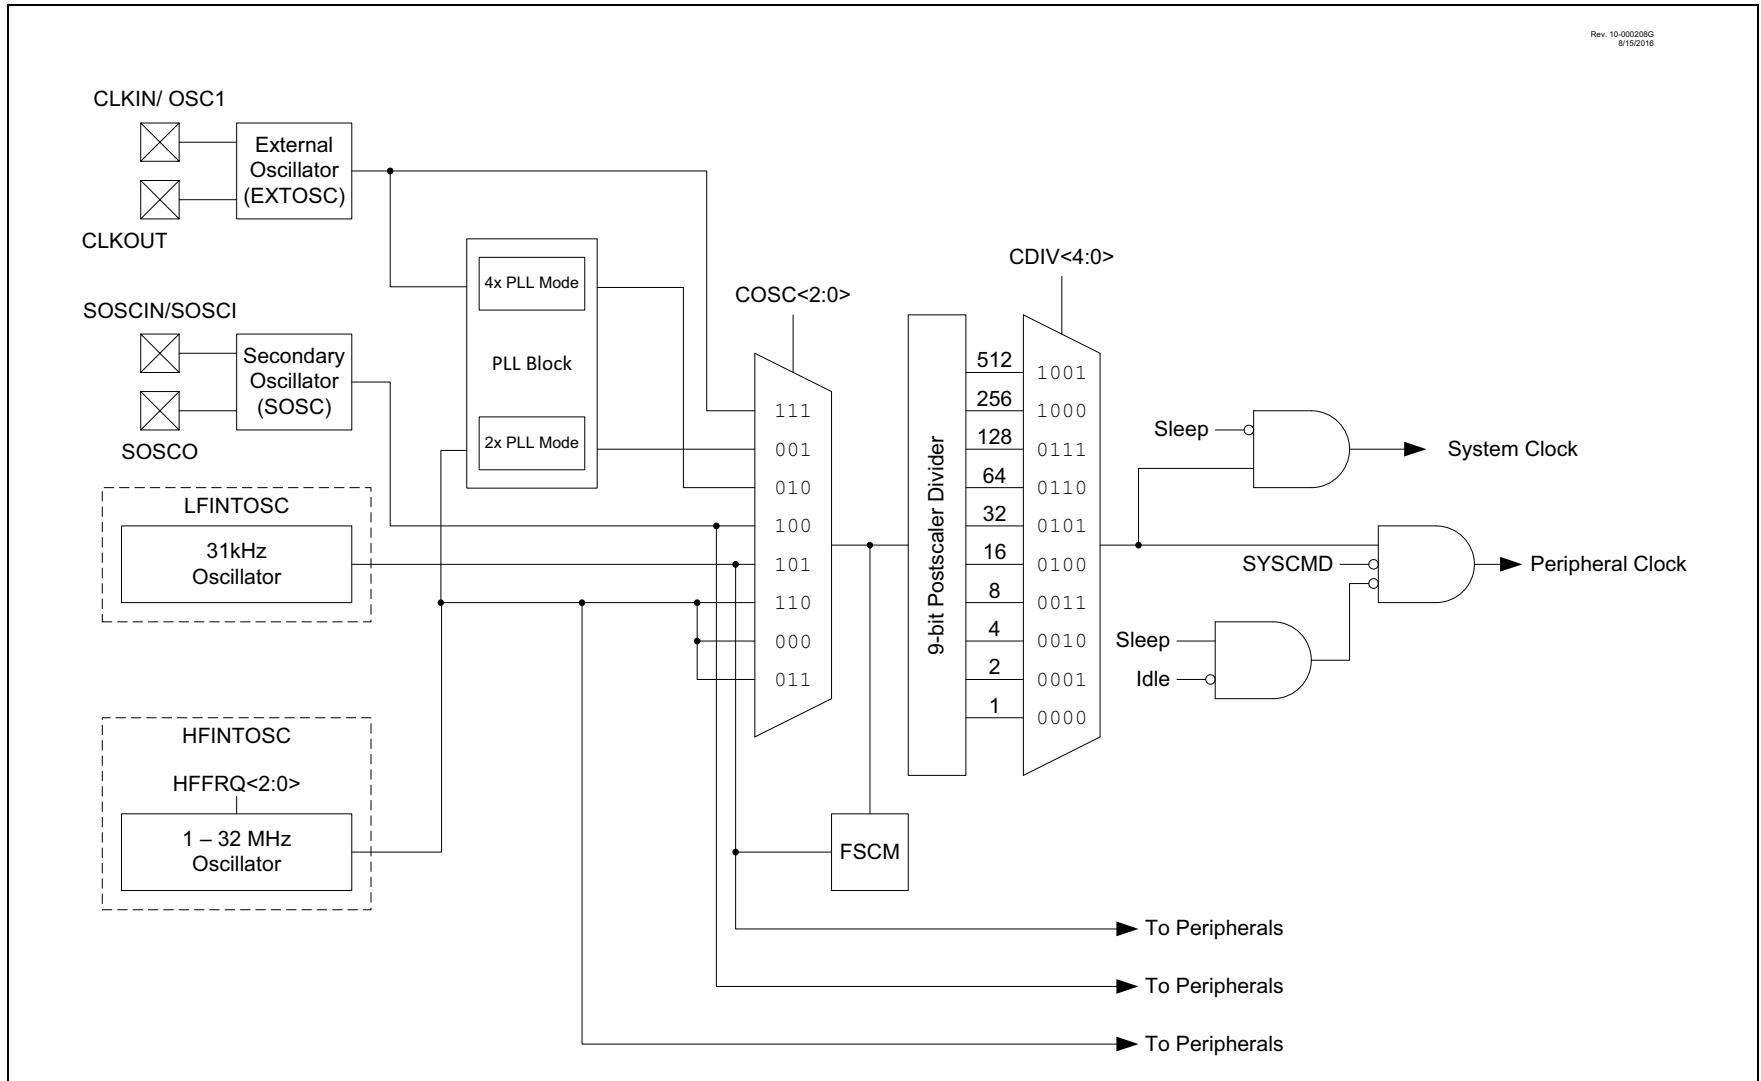 Rev. 10-000208G
8/15/2016
CLKIN/ OSC1
External
Oscillator
(EXTOSC)
CLKOUT
SOSCIN/SOSCI
Secondary
Oscillator
(SOSC)
SOSCO
LFINTOSC
31kHz
Oscillator
HFINTOSC
HFFRQ<2:0>
1 – 32 MHz
Oscillator
4x PLL Mode
PLL Block
2x PLL Mode
COSC<2:0>
111
001
010
100
101
110
000
011
FSCM
9-bit Postscaler Divider
512
256
128
64
32
16
8
4
2
1
CDIV<4:0>
1001
1000
0111
0110
0101
0100
0011
0010
0001
0000
Sleep
System Clock
SYSCMD
Peripheral Clock
Sleep
Idle
To Peripherals
To Peripherals
To Peripherals